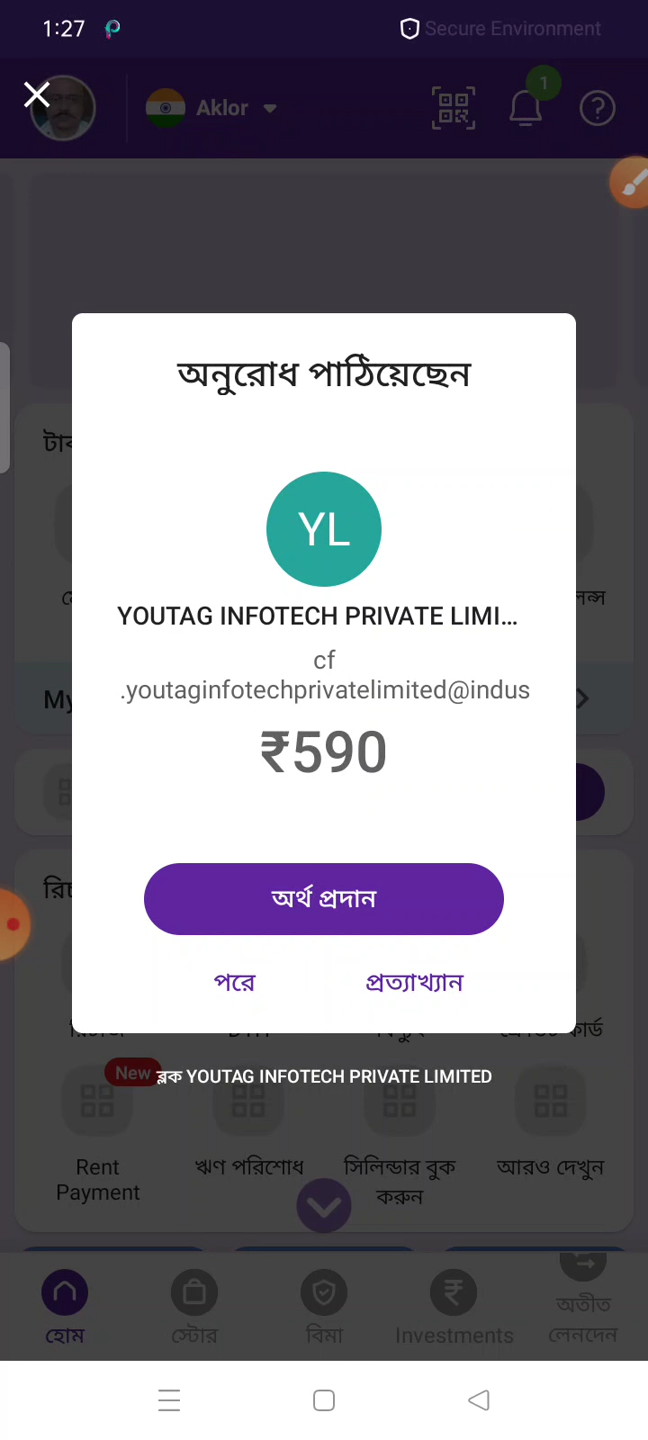 1:27
Secure Environment
Aklor
1
অনুরোধ পাঠিয়েছেন
YL
YOUTAG INFOTECH PRIVATE LIMI...
cf
.youtaginfotechprivatelimited@indus
₹590
অর্থ প্রদান
পরে
প্রত্যাখ্যান
New
ব্লক YOUTAG INFOTECH PRIVATE LIMITED
Rent
Payment
ঋণ পরিশোধ
সিলিন্ডার বুক
করুন
আরও দেখুন
হোম
স্টোর
বিমা
Investments
অতীত
লেনদেন